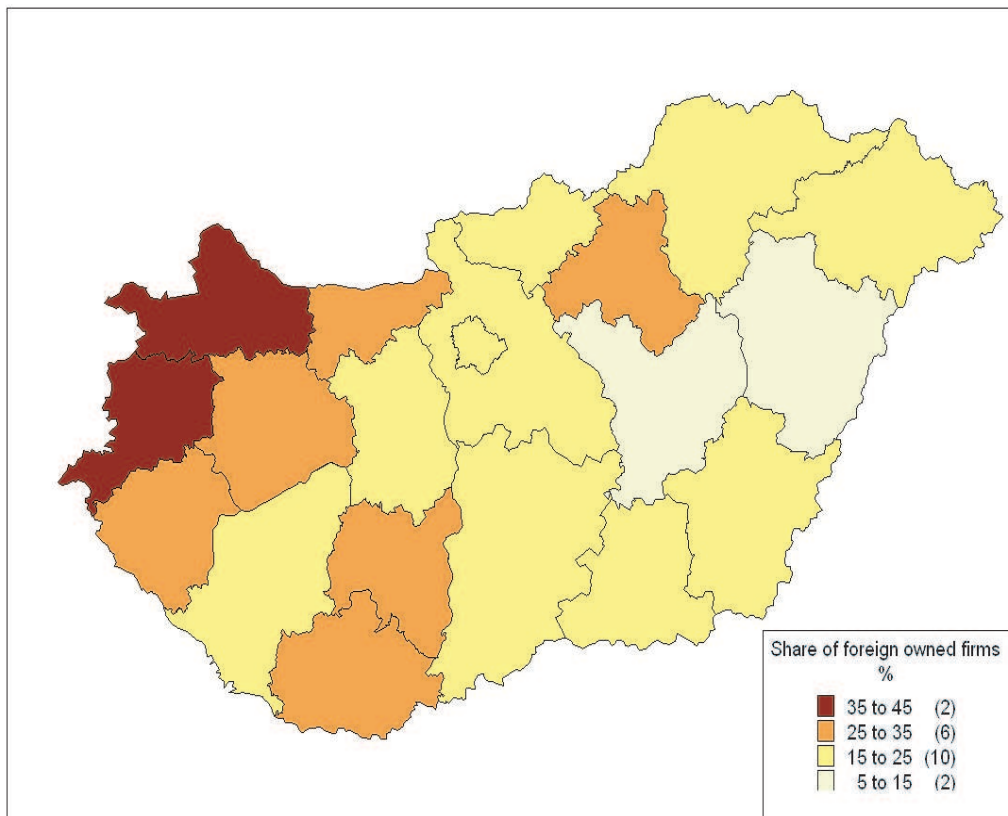 Share of foreign owned firms
%
35 to 45 (2)
25 to 35 (6)
15 to 25 (10)
5 to 15 (2)